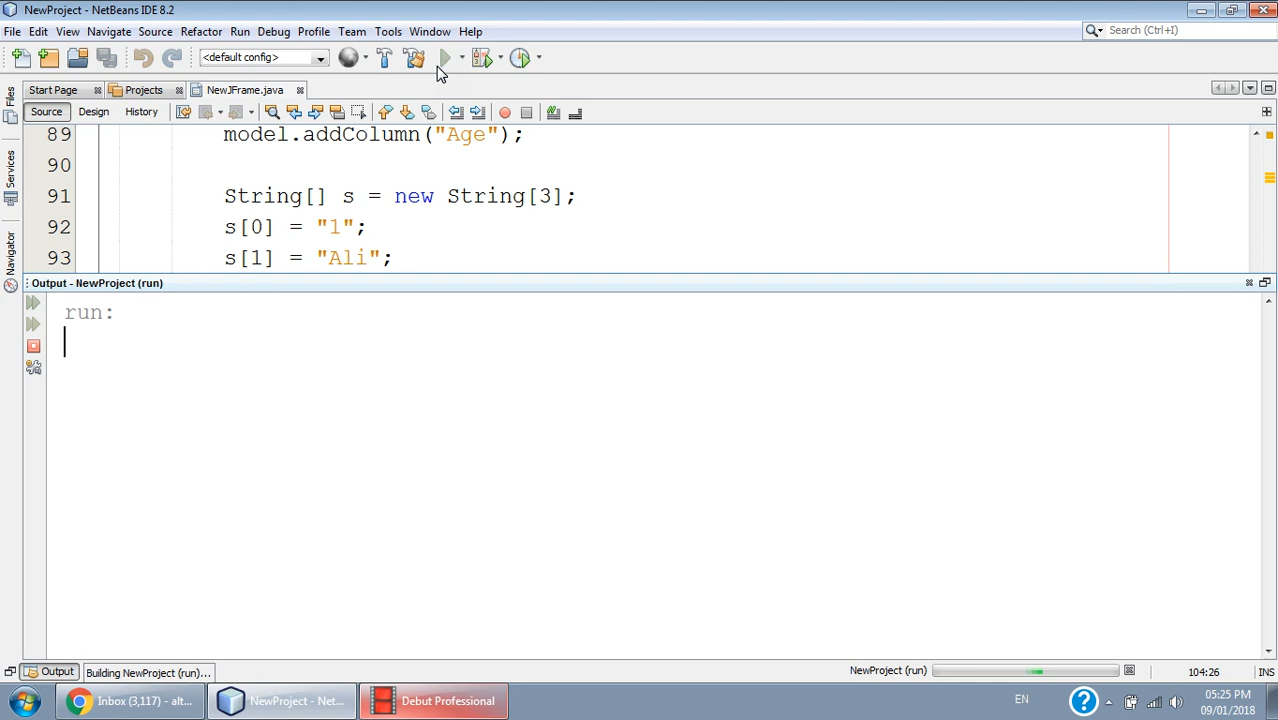 NewProject - NetBeans IDE 8.2
File Edit View Navigate Source Refactor Run Debug Profile Team Tools Window Help
Search (Ctrl+I)
<default config>
Files
Start Page
Projects
NewJFrame.java
Source Design History
Services
Navigator
89 model.addColumn("Age");
90
91 String[] s = new String[3];
92 s[0] = "1";
93 s[1] = "Ali";
Output - NewProject (run)
run:
Output
Building NewProject (run)...
NewProject (run)
104:26
INS
Inbox (3,117) - alt...
NewProject - Net...
Debut Professional
EN
05:25 PM
09/01/2018